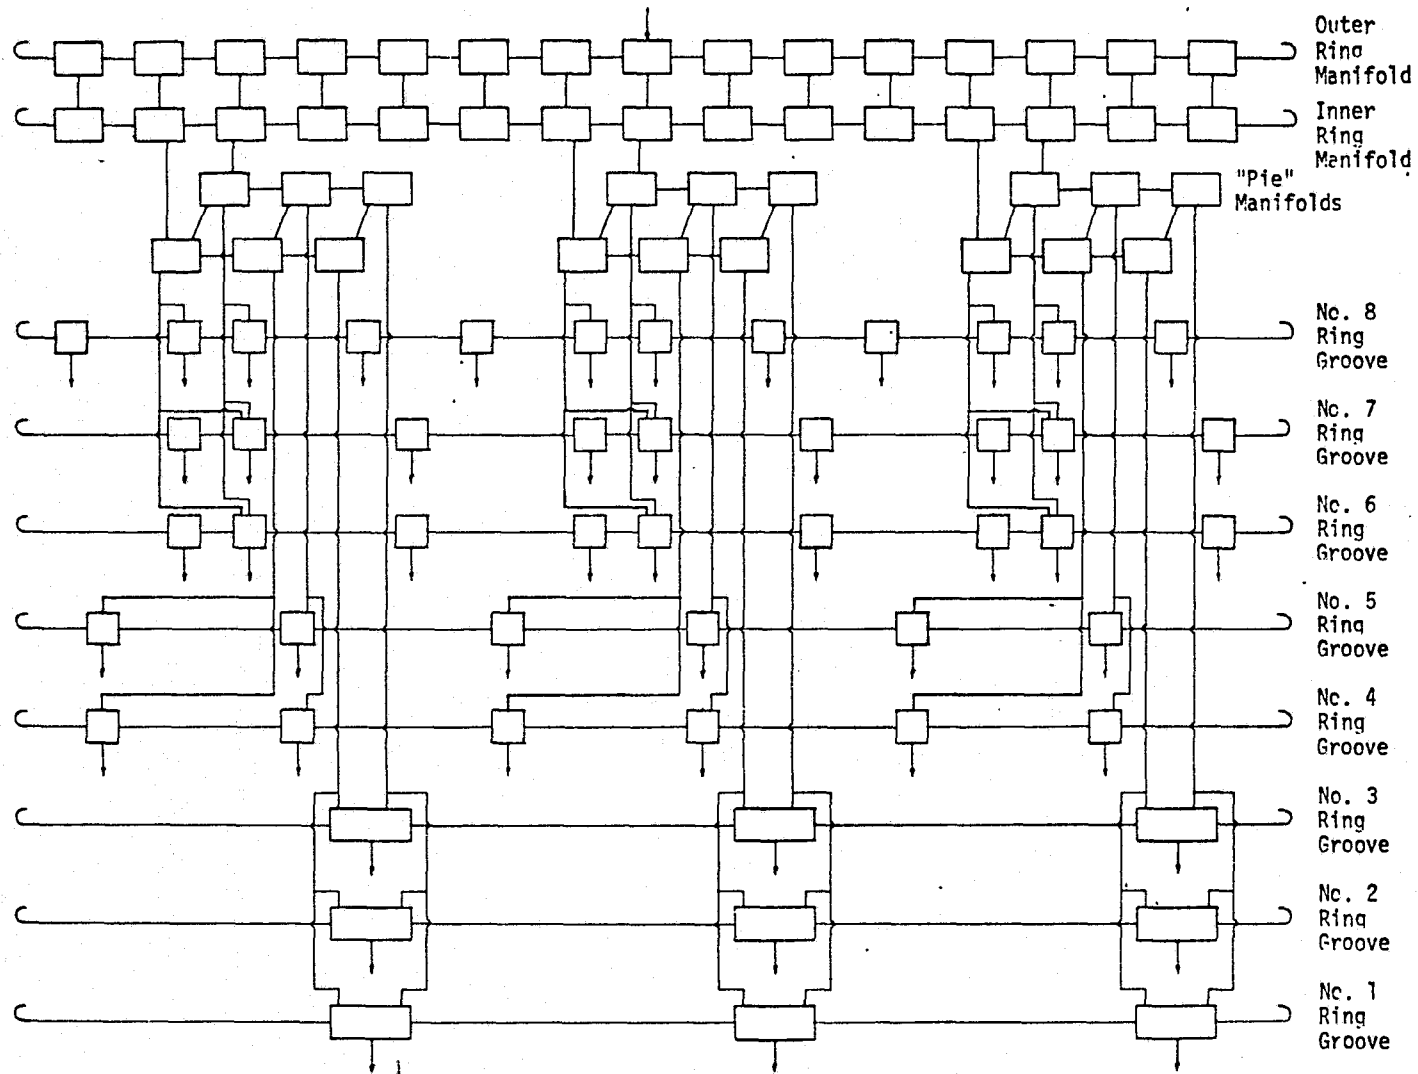 Outer
Ring
Manifold
Inner
Ring
Manifold
"Pie"
Manifolds
No. 8
Ring
Groove
No. 7
Ring
Groove
No. 6
Ring
Groove
No. 5
Ring
Groove
No. 4
Ring
Groove
No. 3
Ring
Groove
No. 2
Ring
Groove
No. 1
Ring
Groove